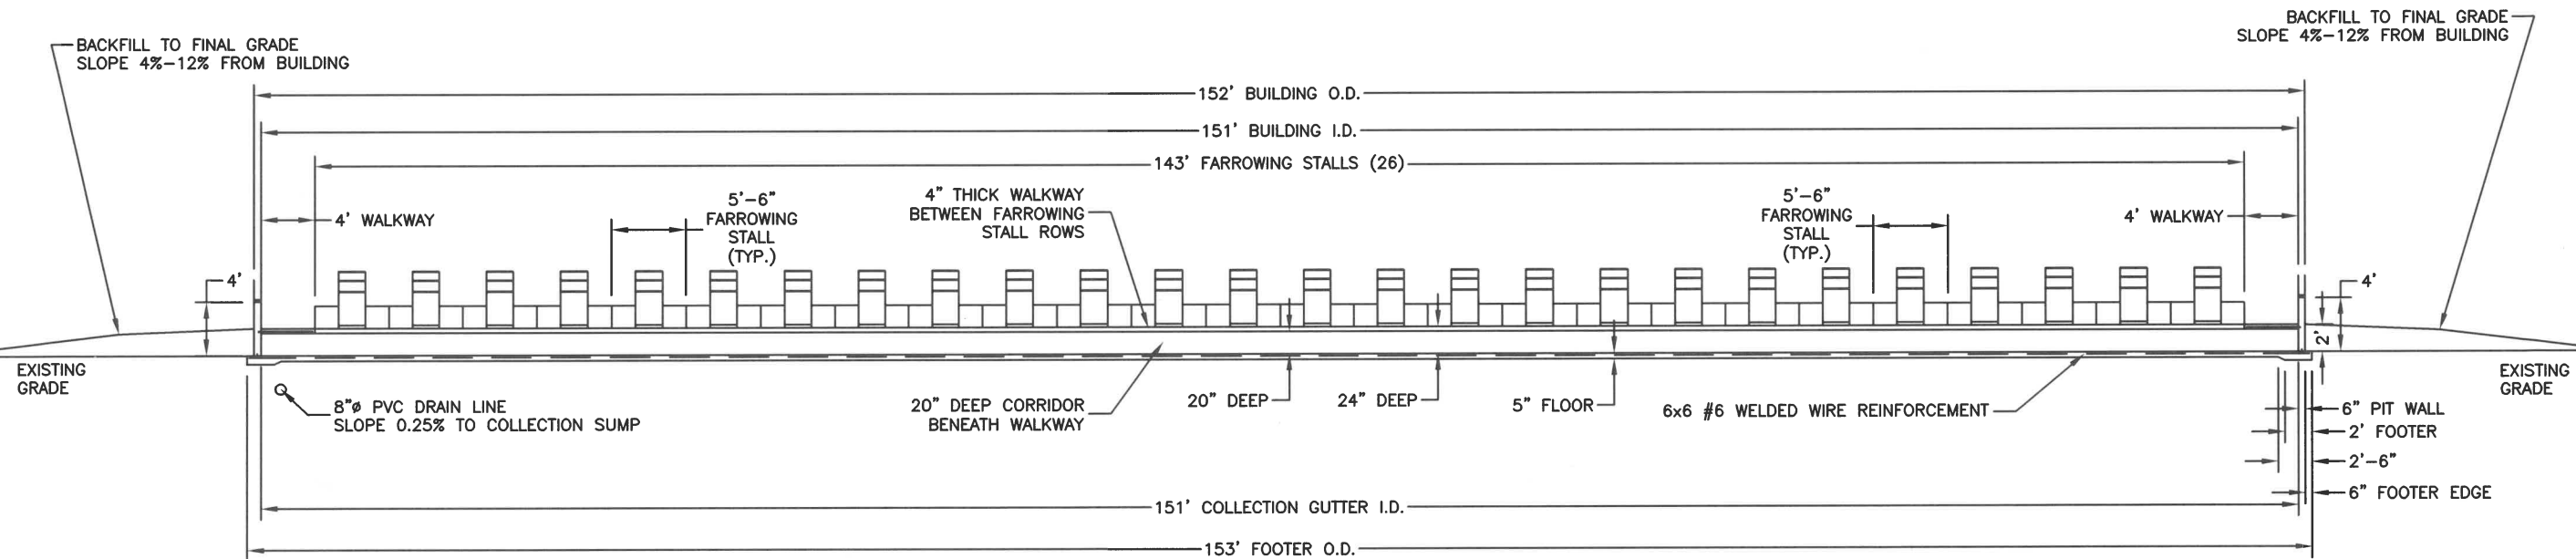 BACKFILL TO FINAL GRADE
SLOPE 4%-12% FROM BUILDING
BACKFILL TO FINAL GRADE
SLOPE 4%-12% FROM BUILDING
152' BUILDING O.D.
151' BUILDING I.D.
143' FARROWING STALLS (26)
4' WALKWAY
5'-6"
FARROWING
STALL
(TYP.)
4" THICK WALKWAY
BETWEEN FARROWING
STALL ROWS
5'-6"
FARROWING
STALL
(TYP.)
4' WALKWAY
4'
4'
2'
EXISTING
GRADE
EXISTING
GRADE
8"ø PVC DRAIN LINE
SLOPE 0.25% TO COLLECTION SUMP
20" DEEP CORRIDOR
BENEATH WALKWAY
20" DEEP
24" DEEP
5" FLOOR
6x6 #6 WELDED WIRE REINFORCEMENT
6" PIT WALL
2' FOOTER
2'-6"
6" FOOTER EDGE
151' COLLECTION GUTTER I.D.
153' FOOTER O.D.